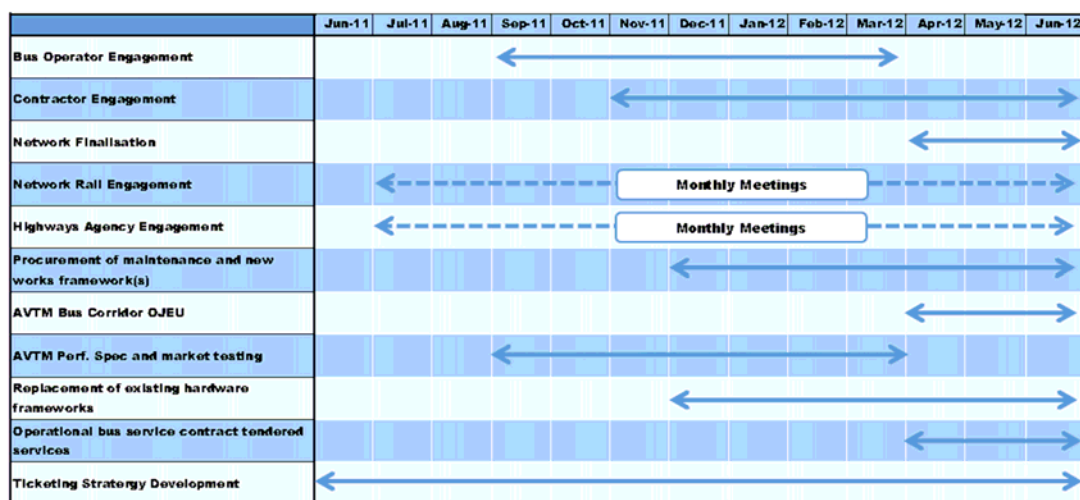 Jun-11 Jul-11 Aug-11 Sep-11 Oct-11 Nov-11 Dec-11 Jan-12 Feb-12 Mar-12 Apr-12 May-12 Jun-12
Bus Operator Engagement
Contractor Engagement
Network Finalisation
Network Rail Engagement Monthly Meetings
Highways Agency Engagement Monthly Meetings
Procurement of maintenance and new
works framework(s)
AVTM Bus Corridor OJEU
AVTM Perf. Spec and market testing
Replacement of existing hardware
frameworks
Operational bus service contract tendered
services
Ticketing Stratergy Development